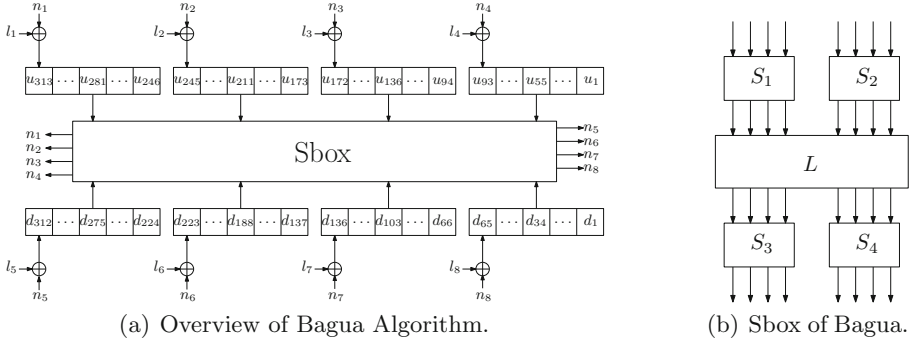 n₁ n₂ n₃ n₄
l₁ l₂ l₃ l₄
u₃₁₃ ⋯ u₂₈₁ ⋯ u₂₄₆ u₂₄₅ ⋯ u₂₁₁ ⋯ u₁₇₃ u₁₇₂ ⋯ u₁₃₆ ⋯ u₉₄ u₉₃ ⋯ u₅₅ ⋯ u₁
n₁ n₅
n₂ n₆
Sbox
n₃ n₇
n₄ n₈
d₃₁₂ ⋯ d₂₇₅ ⋯ d₂₂₄ d₂₂₃ ⋯ d₁₈₈ ⋯ d₁₃₇ d₁₃₆ ⋯ d₁₀₃ ⋯ d₆₆ d₆₅ ⋯ d₃₄ ⋯ d₁
l₅ l₆ l₇ l₈
n₅ n₆ n₇ n₈
(a) Overview of Bagua Algorithm.
S₁ S₂
L
S₃ S₄
(b) Sbox of Bagua.